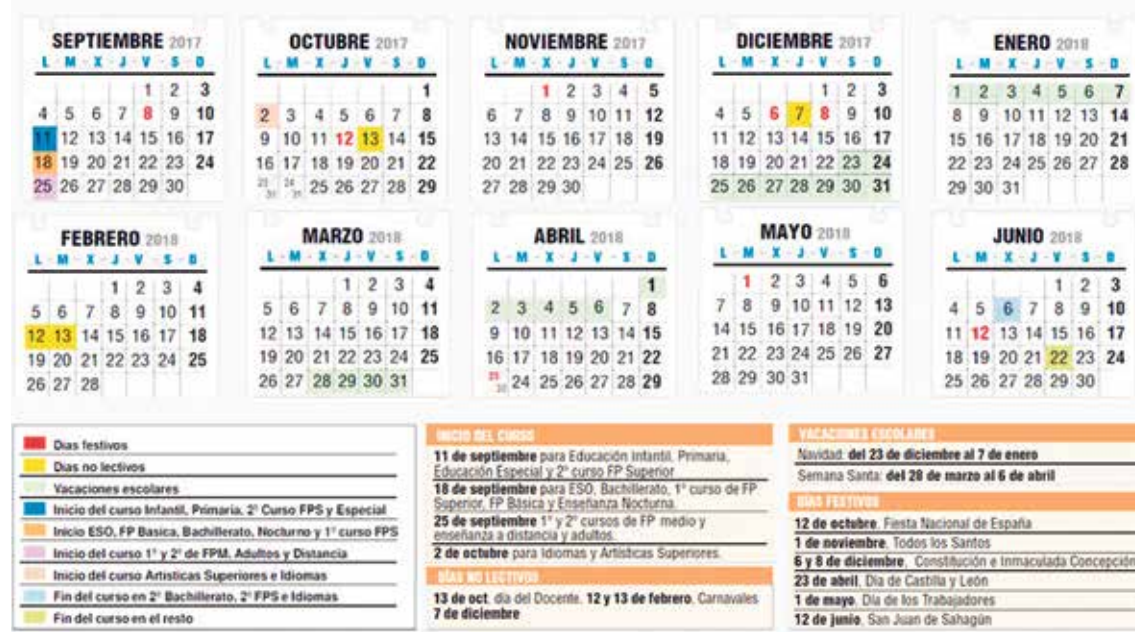 SEPTIEMBRE 2017
L - M - X - J - V - S - D
1 2 3
4 5 6 7 8 9 10
11 12 13 14 15 16 17
18 19 20 21 22 23 24
25 26 27 28 29 30
OCTUBRE 2017
L - M - X - J - V - S - D
1
2 3 4 5 6 7 8
9 10 11 12 13 14 15
16 17 18 19 20 21 22
23 30 24 31 25 26 27 28 29
NOVIEMBRE 2017
L - M - X - J - V - S - D
1 2 3 4 5
6 7 8 9 10 11 12
13 14 15 16 17 18 19
20 21 22 23 24 25 26
27 28 29 30
DICIEMBRE 2017
L - M - X - J - V - S - D
1 2 3
4 5 6 7 8 9 10
11 12 13 14 15 16 17
18 19 20 21 22 23 24
25 26 27 28 29 30 31
ENERO 2018
L - M - X - J - V - S - D
1 2 3 4 5 6 7
8 9 10 11 12 13 14
15 16 17 18 19 20 21
22 23 24 25 26 27 28
29 30 31
FEBRERO 2018
L - M - X - J - V - S - D
1 2 3 4
5 6 7 8 9 10 11
12 13 14 15 16 17 18
19 20 21 22 23 24 25
26 27 28
MARZO 2018
L - M - X - J - V - S - D
1 2 3 4
5 6 7 8 9 10 11
12 13 14 15 16 17 18
19 20 21 22 23 24 25
26 27 28 29 30 31
ABRIL 2018
L - M - X - J - V - S - D
1
2 3 4 5 6 7 8
9 10 11 12 13 14 15
16 17 18 19 20 21 22
23 30 24 25 26 27 28 29
MAYO 2018
L - M - X - J - V - S - D
1 2 3 4 5 6
7 8 9 10 11 12 13
14 15 16 17 18 19 20
21 22 23 24 25 26 27
28 29 30 31
JUNIO 2018
L - M - X - J - V - S - D
1 2 3
4 5 6 7 8 9 10
11 12 13 14 15 16 17
18 19 20 21 22 23 24
25 26 27 28 29 30
Dias festivos
Dias no lectivos
Vacaciones escolares
Inicio del curso Infantil, Primaria, 2º Curso FPS y Especial
Inicio ESO, FP Basica, Bachillerato, Nocturno y 1º curso FPS
Inicio del curso 1º y 2º de FPM, Adultos y Distancia
Inicio del curso Artisticas Superiores e Idiomas
Fin del curso en 2º Bachillerato, 2º FPS e Idiomas
Fin del curso en el resto
INICIO DEL CURSO
11 de septiembre para Educación Infantil, Primaria,
Educación Especial y 2º curso FP Superior
18 de septiembre para ESO, Bachillerato, 1º curso de FP
Superior, FP Básica y Enseñanza Nocturna.
25 de septiembre 1º y 2º cursos de FP medio y
enseñanza a distancia y adultos.
2 de octubre para Idiomas y Artísticas Superiores.
DÍAS NO LECTIVOS
13 de oct. día del Docente. 12 y 13 de febrero, Carnavales
7 de diciembre
VACACIONES ESCOLARES
Navidad: del 23 de diciembre al 7 de enero
Semana Santa: del 28 de marzo al 6 de abril
DÍAS FESTIVOS
12 de octubre, Fiesta Nacional de España
1 de noviembre, Todos los Santos
6 y 8 de diciembre, Constitución e Inmaculada Concepción
23 de abril, Día de Castilla y León
1 de mayo, Día de los Trabajadores
12 de junio, San Juan de Sahagún